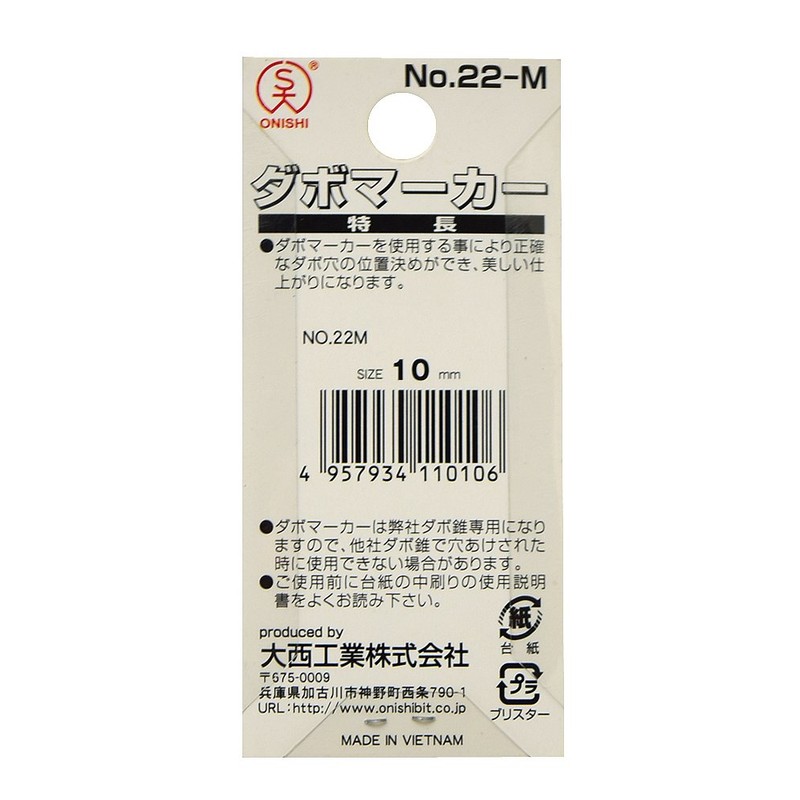 No.22-M
ONISHI
ダボマーカー
特長
●ダボマーカーを使用する事により正確
なダボ穴の位置決めができ、美しい仕
上がりになります。
NO.22M
SIZE 10 mm
4 957934 110106
●ダボマーカーは弊社ダボ錐専用になり
ますので、他社ダボ錐で穴あけされた
時に使用できない場合があります。
●ご使用前に台紙の中刷りの使用説明
書をよくお読み下さい。
produced by
大西工業株式会社
〒675-0009
兵庫県加古川市神野町西条790-1
URL:http://www.onishibit.co.jp
紙
台紙
プラ
ブリスター
MADE IN VIETNAM